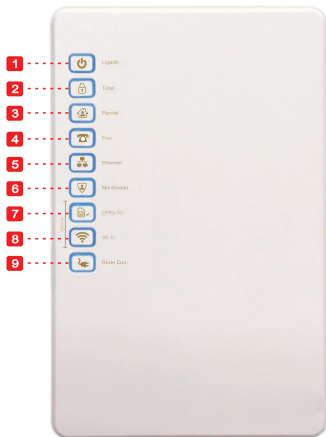 1 Ligado
2 Total
3 Parcial
4 Fixo
5 Ethernet
6 Monitorado
7 GPRS/3G
8 Wi-Fi
9 Rede Elet.